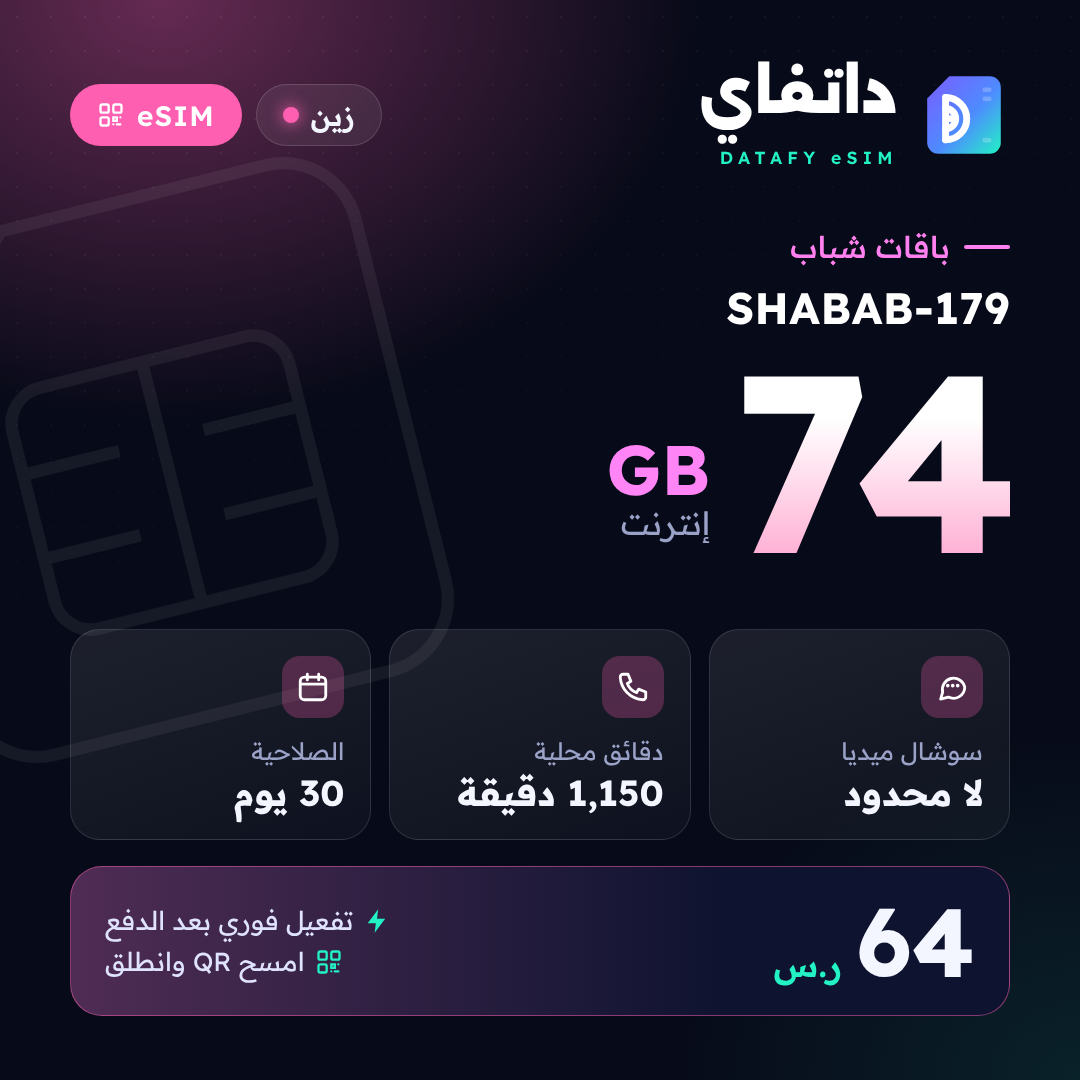 داتفاي
DATAFY eSIM
زين
eSIM
باقات شباب
SHABAB-179
74
GB
إنترنت
سوشال ميديا
لا محدود
دقائق محلية
1,150 دقيقة
الصلاحية
30 يوم
64 ر.س
تفعيل فوري بعد الدفع
امسح QR وانطلق